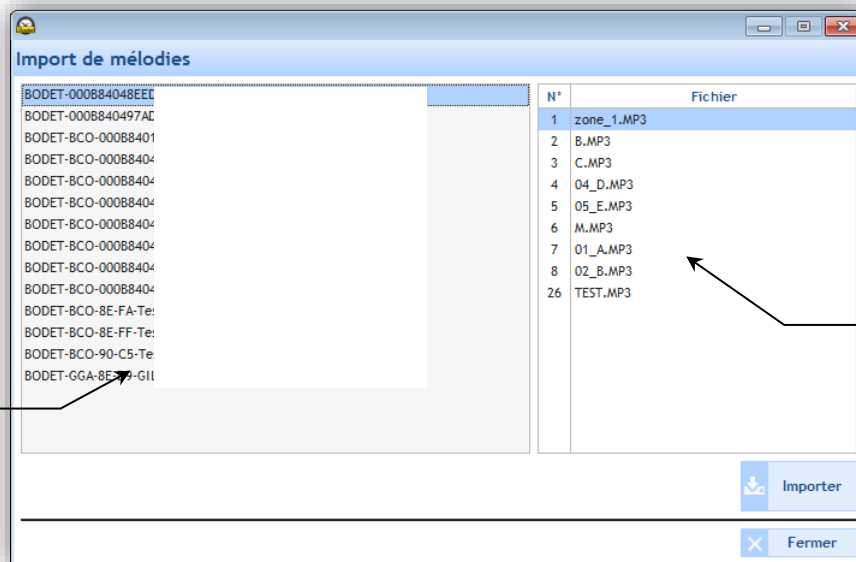 Import de mélodies
BODET-000B84048EED
BODET-000B840497AD
BODET-BCO-000B8401
BODET-BCO-000B8404
BODET-BCO-000B8404
BODET-BCO-000B8404
BODET-BCO-000B8404
BODET-BCO-000B8404
BODET-BCO-000B8404
BODET-BCO-000B8404
BODET-BCO-8E-FA-Te
BODET-BCO-8E-FF-Te
BODET-BCO-90-C5-Te
N° Fichier
1 zone_1.MP3
2 B.MP3
3 C.MP3
4 04_D.MP3
5 05_E.MP3
6 M.MP3
7 01_A.MP3
8 02_B.MP3
26 TEST.MP3
Importer
Fermer